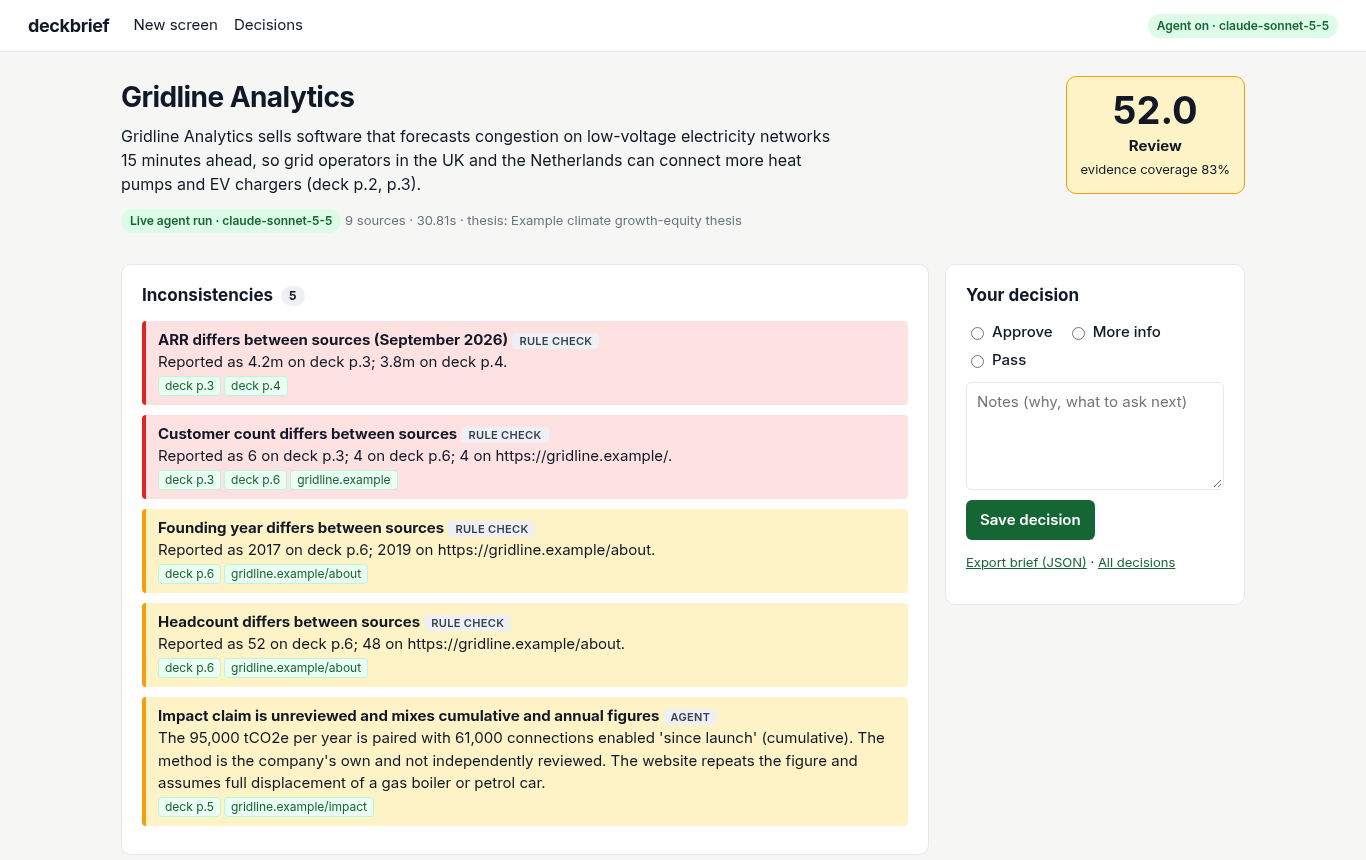 deckbrief New screen Decisions Agent on · claude-sonnet-5-5
Gridline Analytics
Gridline Analytics sells software that forecasts congestion on low-voltage electricity networks
15 minutes ahead, so grid operators in the UK and the Netherlands can connect more heat
pumps and EV chargers (deck p.2, p.3).
Live agent run · claude-sonnet-5-5 9 sources · 30.81s · thesis: Example climate growth-equity thesis
52.0
Review
evidence coverage 83%
Inconsistencies 5
ARR differs between sources (September 2026) RULE CHECK
Reported as 4.2m on deck p.3; 3.8m on deck p.4.
deck p.3 deck p.4
Customer count differs between sources RULE CHECK
Reported as 6 on deck p.3; 4 on deck p.6; 4 on https://gridline.example/.
deck p.3 deck p.6 gridline.example
Founding year differs between sources RULE CHECK
Reported as 2017 on deck p.6; 2019 on https://gridline.example/about.
deck p.6 gridline.example/about
Headcount differs between sources RULE CHECK
Reported as 52 on deck p.6; 48 on https://gridline.example/about.
deck p.6 gridline.example/about
Impact claim is unreviewed and mixes cumulative and annual figures AGENT
The 95,000 tCO2e per year is paired with 61,000 connections enabled 'since launch' (cumulative). The
method is the company's own and not independently reviewed. The website repeats the figure and
assumes full displacement of a gas boiler or petrol car.
deck p.5 gridline.example/impact
Your decision
Approve More info
Pass
Notes (why, what to ask next)
Save decision
Export brief (JSON) · All decisions